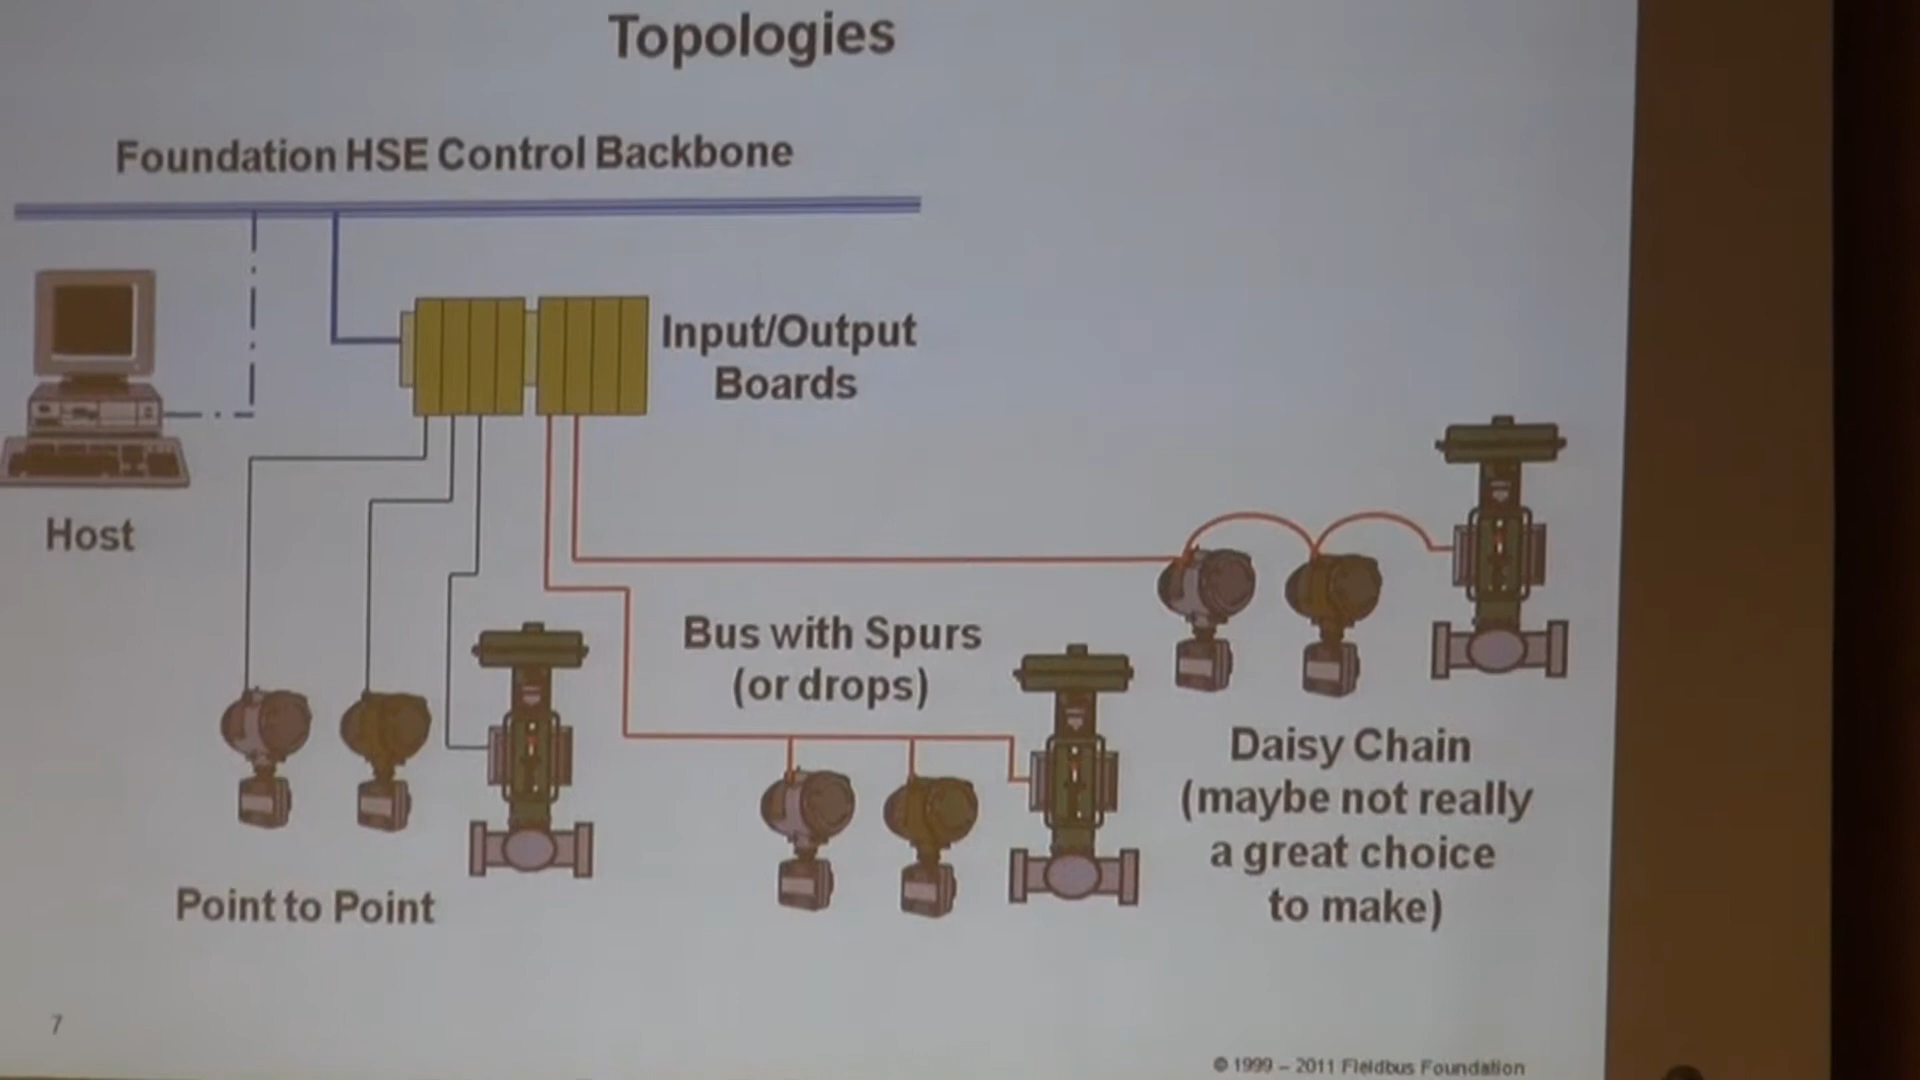 Topologies
Foundation HSE Control Backbone
Input/Output
Boards
Host
Bus with Spurs
(or drops)
Daisy Chain
(maybe not really
a great choice
to make)
Point to Point
7
© 1999 – 2011 Fieldbus Foundation